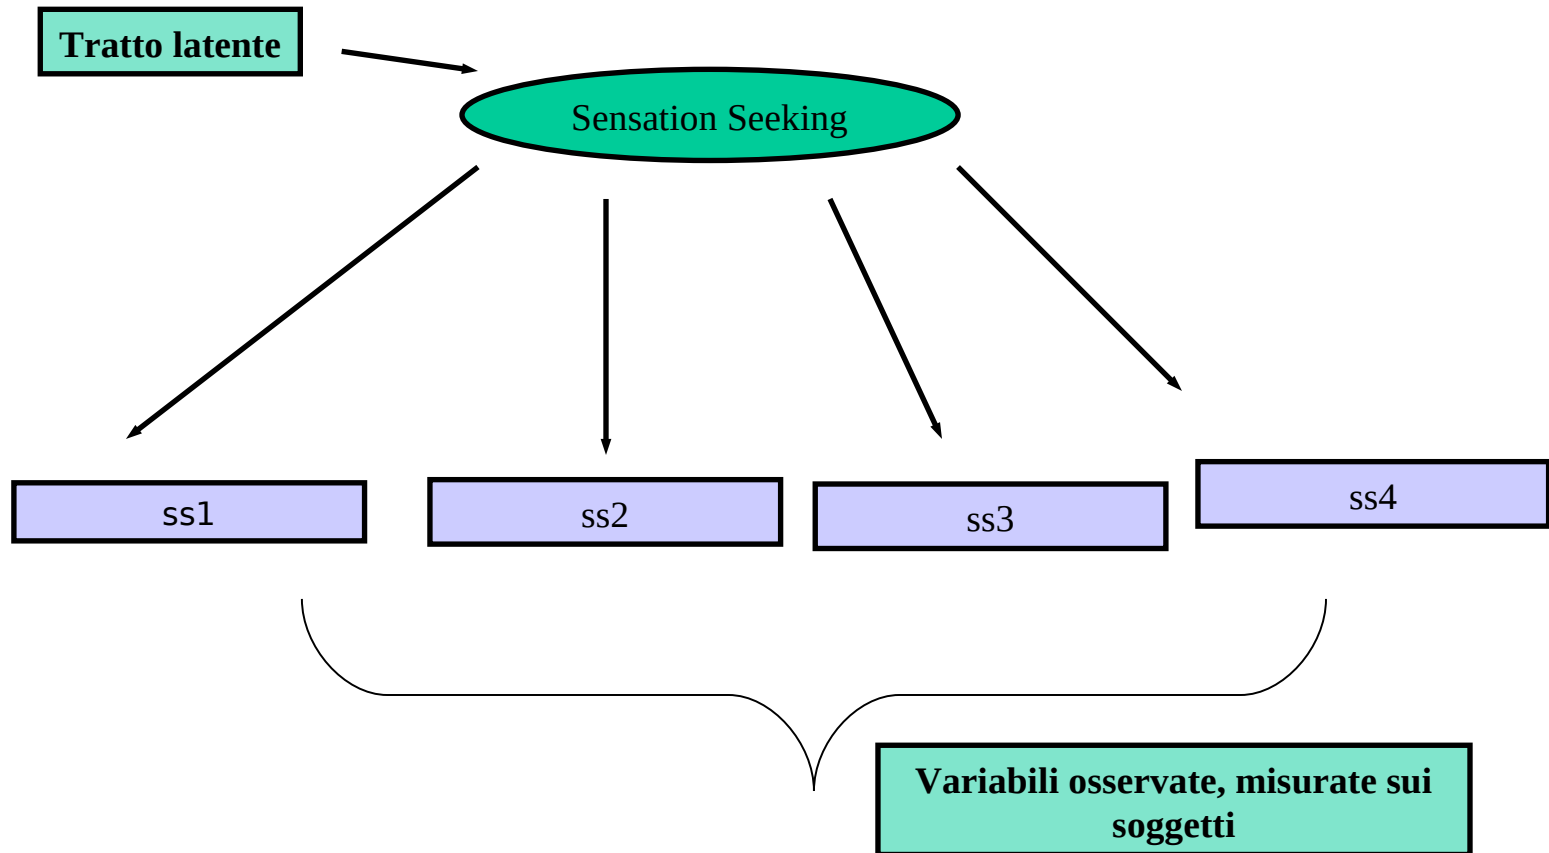 Tratto latente
Sensation Seeking
ss1
ss2
ss3
ss4
Variabili osservate, misurate sui
soggetti